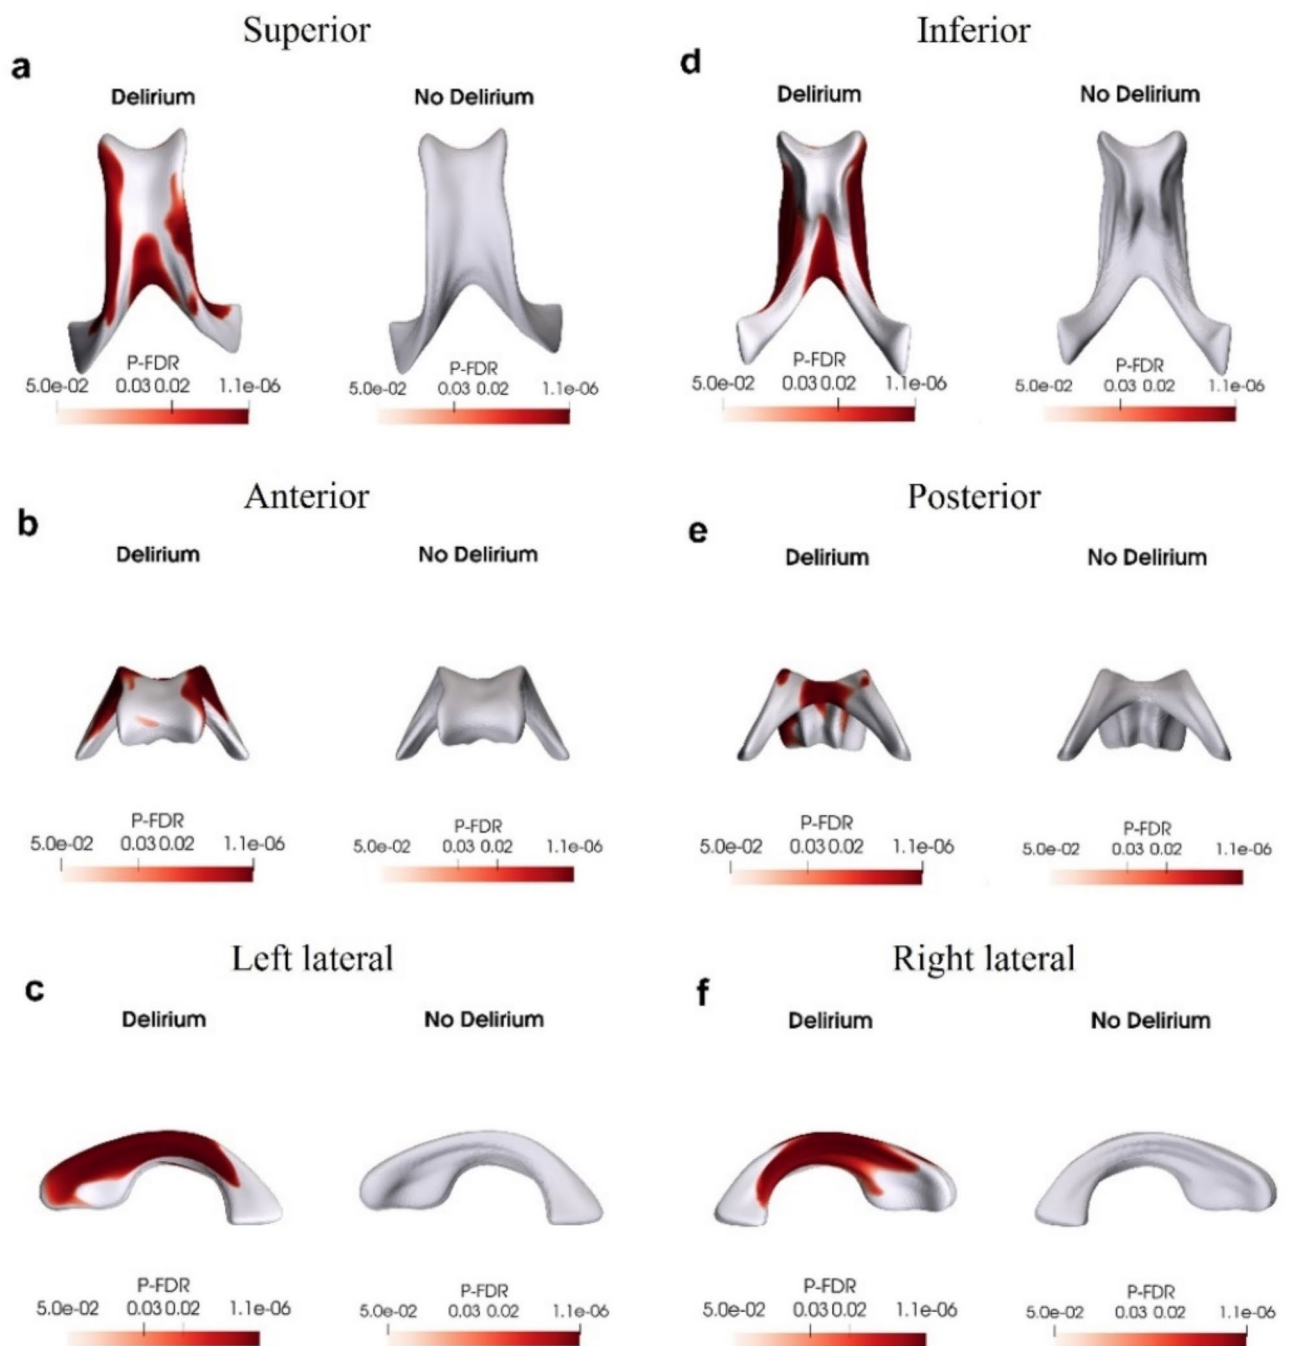 Superior
Inferior
a
d
Delirium
No Delirium
Delirium
No Delirium
P-FDR
5.0e-02 0.03 0.02 1.1e-06
P-FDR
5.0e-02 0.03 0.02 1.1e-06
P-FDR
5.0e-02 0.03 0.02 1.1e-06
P-FDR
5.0e-02 0.03 0.02 1.1e-06
Anterior
Posterior
b
e
Delirium
No Delirium
Delirium
No Delirium
P-FDR
5.0e-02 0.03 0.02 1.1e-06
P-FDR
5.0e-02 0.03 0.02 1.1e-06
P-FDR
5.0e-02 0.03 0.02 1.1e-06
P-FDR
5.0e-02 0.03 0.02 1.1e-06
Left lateral
Right lateral
c
f
Delirium
No Delirium
Delirium
No Delirium
P-FDR
5.0e-02 0.03 0.02 1.1e-06
P-FDR
5.0e-02 0.03 0.02 1.1e-06
P-FDR
5.0e-02 0.03 0.02 1.1e-06
P-FDR
5.0e-02 0.03 0.02 1.1e-06